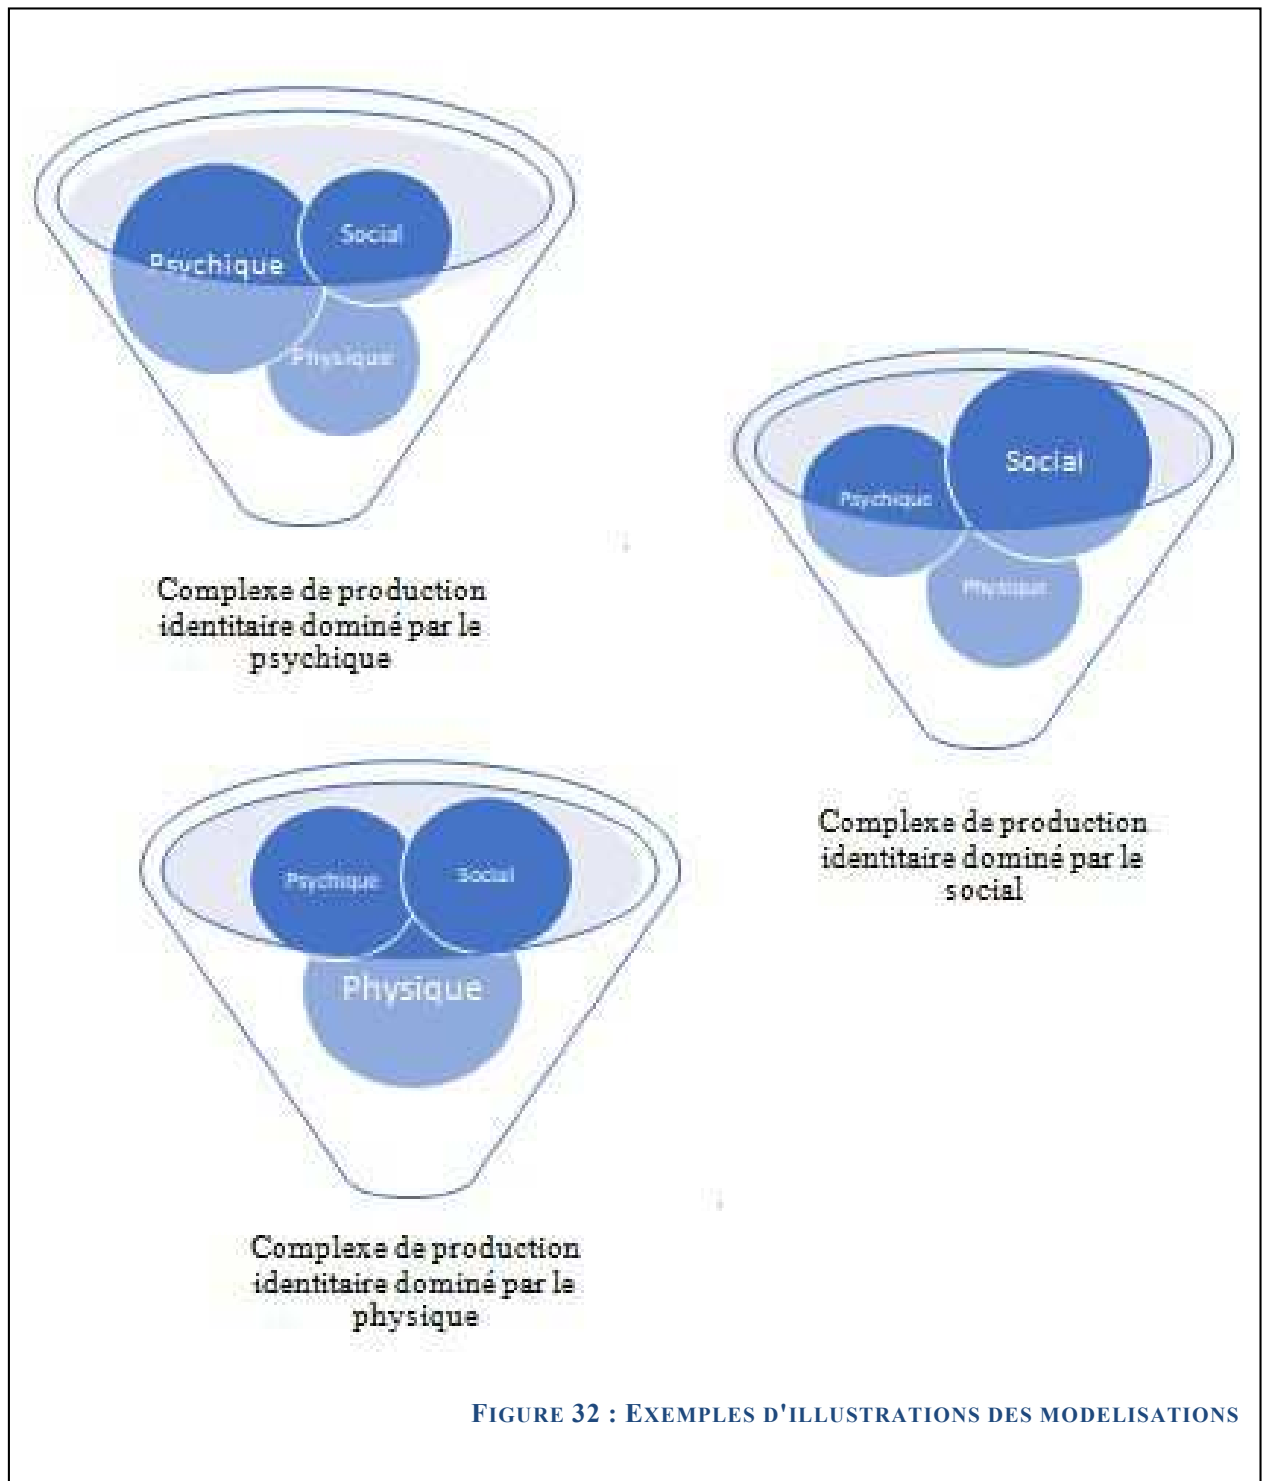 Psychique
Social
Physique
Complexe de production
identitaire dominé par le
psychique
Social
Psychique
Physique
Complexe de production
identitaire dominé par le
social
Psychique
Social
Physique
Complexe de production
identitaire dominé par le
physique
FIGURE 32 : EXEMPLES D'ILLUSTRATIONS DES MODELISATIONS